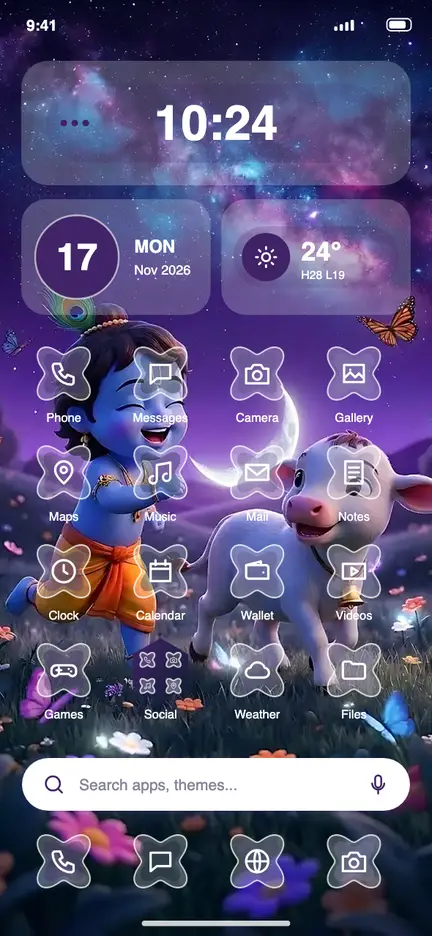 9:41
10:24
17
MON
Nov 2026
24°
H28 L19
Phone
Messages
Camera
Gallery
Maps
Music
Mail
Notes
Clock
Calendar
Wallet
Videos
Games
Social
Weather
Files
Search apps, themes...